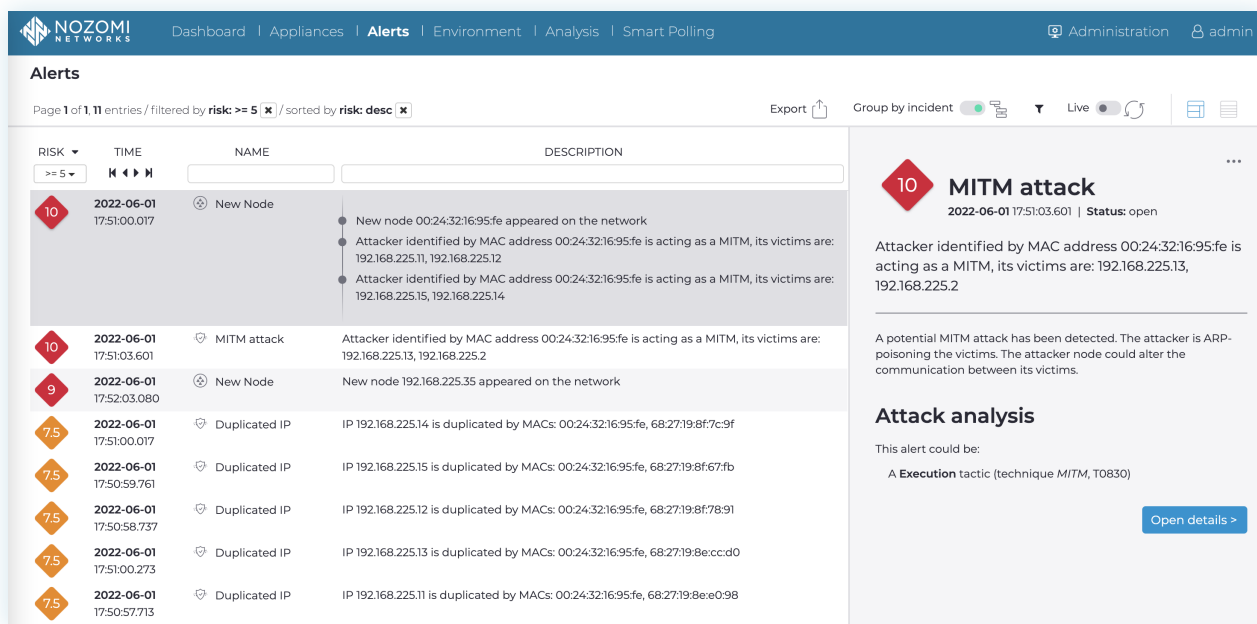 NOZOMI
NETWORKS
Dashboard | Appliances | Alerts | Environment | Analysis | Smart Polling
Administration admin
Alerts
Page 1 of 1, 11 entries / filtered by risk: >= 5 ✖ / sorted by risk: desc ✖
Export Group by incident Live
RISK TIME NAME DESCRIPTION
>= 5
10 2022-06-01 New Node
17:51:00.017
New node 00:24:32:16:95:fe appeared on the network
Attacker identified by MAC address 00:24:32:16:95:fe is acting as a MITM, its victims are:
192.168.225.11, 192.168.225.12
Attacker identified by MAC address 00:24:32:16:95:fe is acting as a MITM, its victims are:
192.168.225.15, 192.168.225.14
10 2022-06-01 MITM attack Attacker identified by MAC address 00:24:32:16:95:fe is acting as a MITM, its victims are:
17:51:03.601 192.168.225.13, 192.168.225.2
9 2022-06-01 New Node New node 192.168.225.35 appeared on the network
17:52:03.080
7.5 2022-06-01 Duplicated IP IP 192.168.225.14 is duplicated by MACs: 00:24:32:16:95:fe, 68:27:19:8f:7c:9f
17:51:00.017
7.5 2022-06-01 Duplicated IP IP 192.168.225.15 is duplicated by MACs: 00:24:32:16:95:fe, 68:27:19:8f:67:fb
17:50:59.761
7.5 2022-06-01 Duplicated IP IP 192.168.225.12 is duplicated by MACs: 00:24:32:16:95:fe, 68:27:19:8f:78:91
17:50:58.737
7.5 2022-06-01 Duplicated IP IP 192.168.225.13 is duplicated by MACs: 00:24:32:16:95:fe, 68:27:19:8e:cc:d0
17:51:00.273
7.5 2022-06-01 Duplicated IP IP 192.168.225.11 is duplicated by MACs: 00:24:32:16:95:fe, 68:27:19:8e:e0:98
17:50:57.713
10 MITM attack
2022-06-01 17:51:03.601 | Status: open
Attacker identified by MAC address 00:24:32:16:95:fe is
acting as a MITM, its victims are: 192.168.225.13,
192.168.225.2
A potential MITM attack has been detected. The attacker is ARP-
poisoning the victims. The attacker node could alter the
communication between its victims.
Attack analysis
This alert could be:
A Execution tactic (technique MITM, T0830)
Open details >